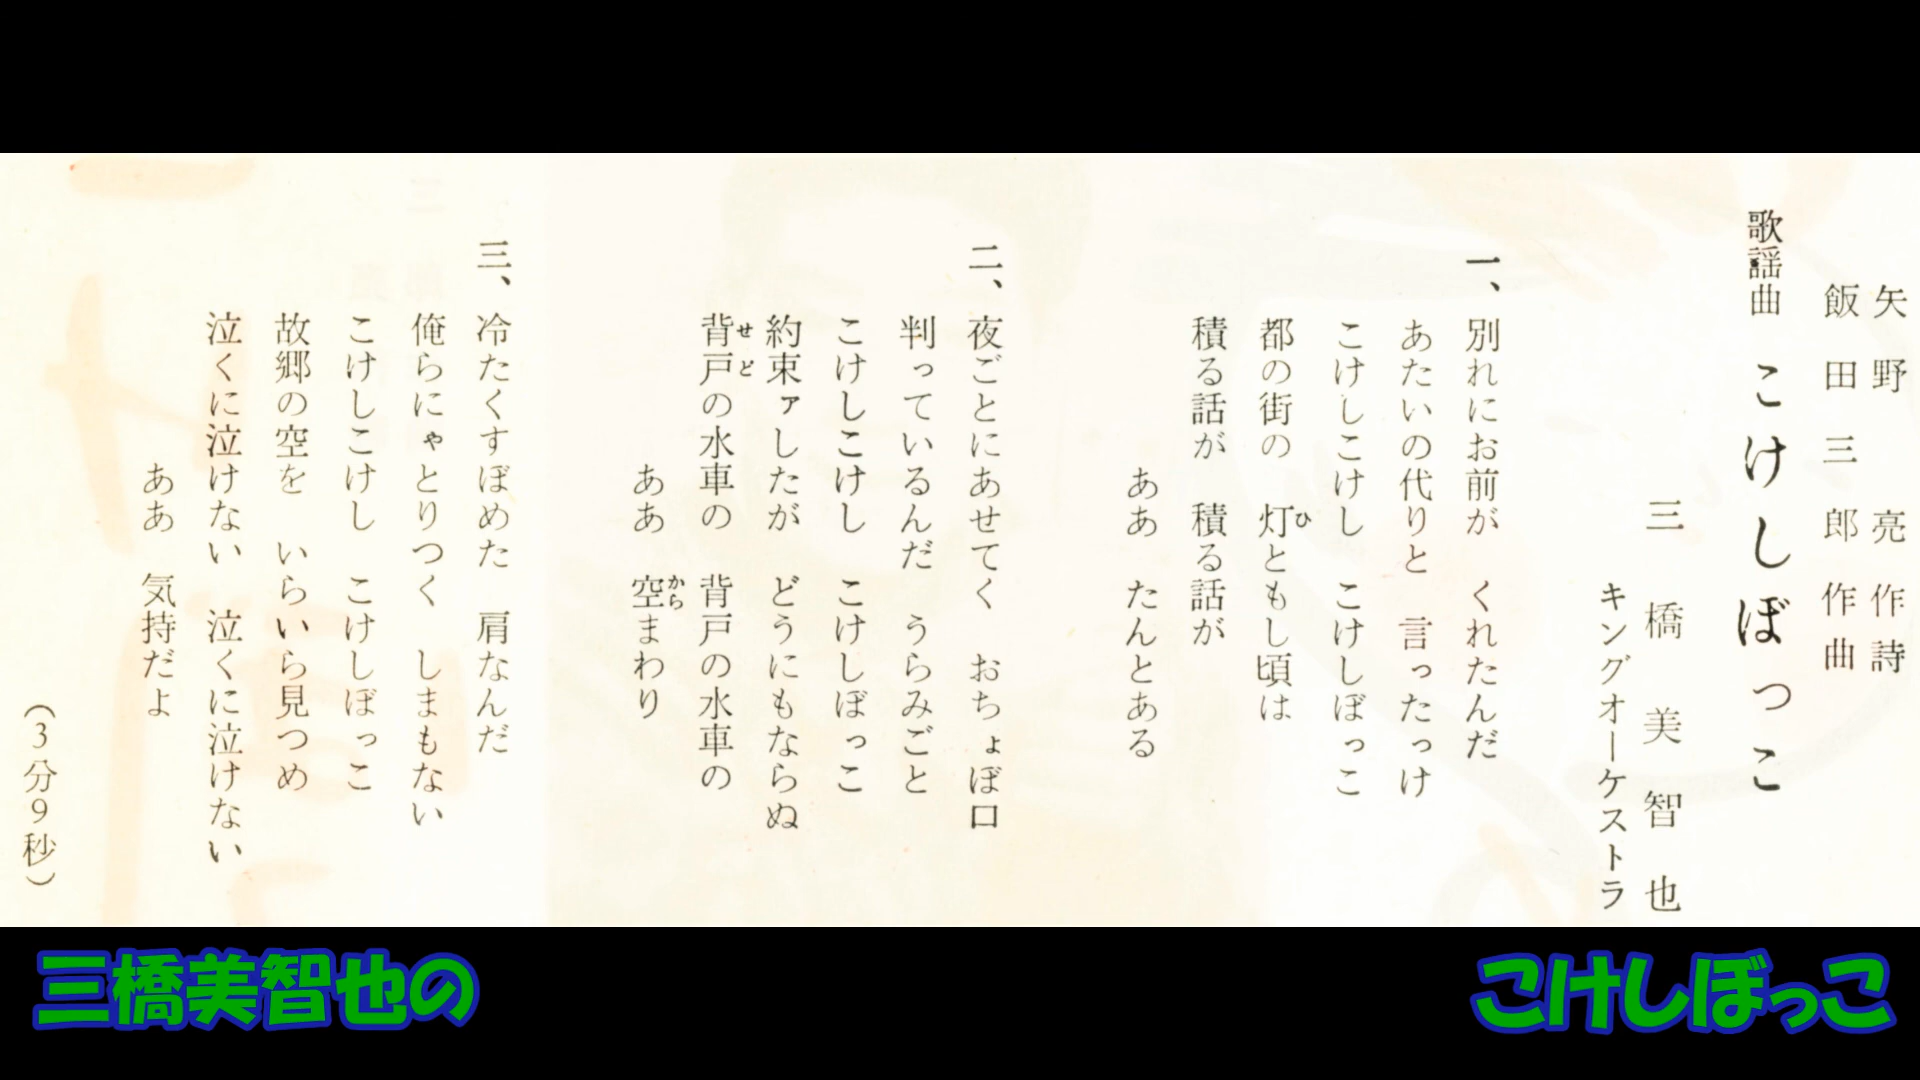 矢野亮作詩
飯田三郎作曲
歌謡曲 こけしぼっこ
三橋美智也
キングオーケストラ
一、別れにお前が くれたんだ
あたいの代りと 言ったっけ
こけしこけし こけしぼっこ
都の街の 灯ともし頃は
ひ
積る話が 積る話が
ああ たんとある
二、夜ごとにあせてく おちょぼ口
判っているんだ うらみごと
こけしこけし こけしぼっこ
約束ァしたが どうにもならぬ
背戸の水車の 背戸の水車の
せど
ああ 空まわり
から
三、冷たくすぼめた 肩なんだ
俺らにゃとりつく しまもない
こけしこけし こけしぼっこ
故郷の空を いらいら見つめ
泣くに泣けない 泣くに泣けない
ああ 気持だよ
(3分9秒)
三橋美智也の
こけしぼっこ